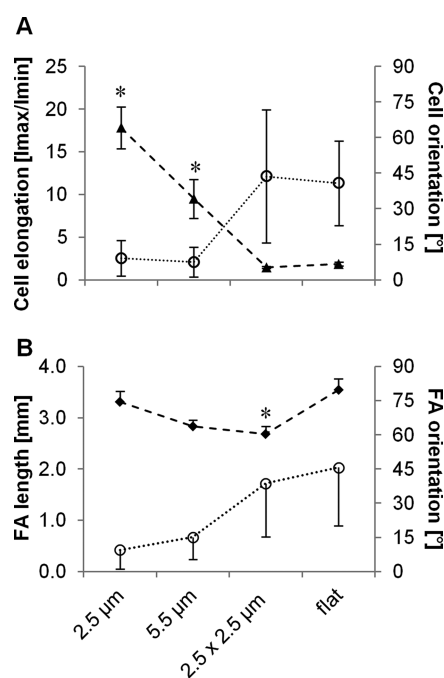 A
Cell elongation [lmax/lmin]
25
20
15
10
5
0
*
*
90
75
60
45
30
15
0
Cell orientation [°]
B
FA length [mm]
4.0
3.0
2.0
1.0
0.0
*
90
75
60
45
30
15
0
FA orientation [°]
2.5 µm
5.5 µm
2.5 x 2.5 µm
flat